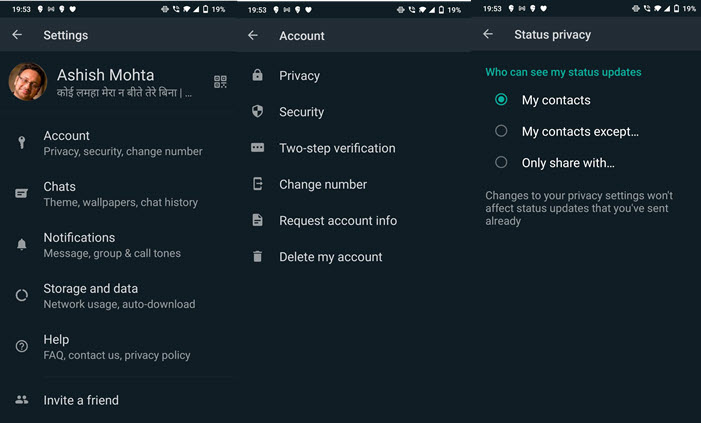 19:53
19%
Settings
Ashish Mohta
कोई लमहा मेरा न बीते तेरे बिना | ...
Account
Privacy, security, change number
Chats
Theme, wallpapers, chat history
Notifications
Message, group & call tones
Storage and data
Network usage, auto-download
Help
FAQ, contact us, privacy policy
Invite a friend
19:53
19%
Account
Privacy
Security
Two-step verification
Change number
Request account info
Delete my account
19:53
19%
Status privacy
Who can see my status updates
My contacts
My contacts except...
Only share with...
Changes to your privacy settings won't
affect status updates that you've sent
already